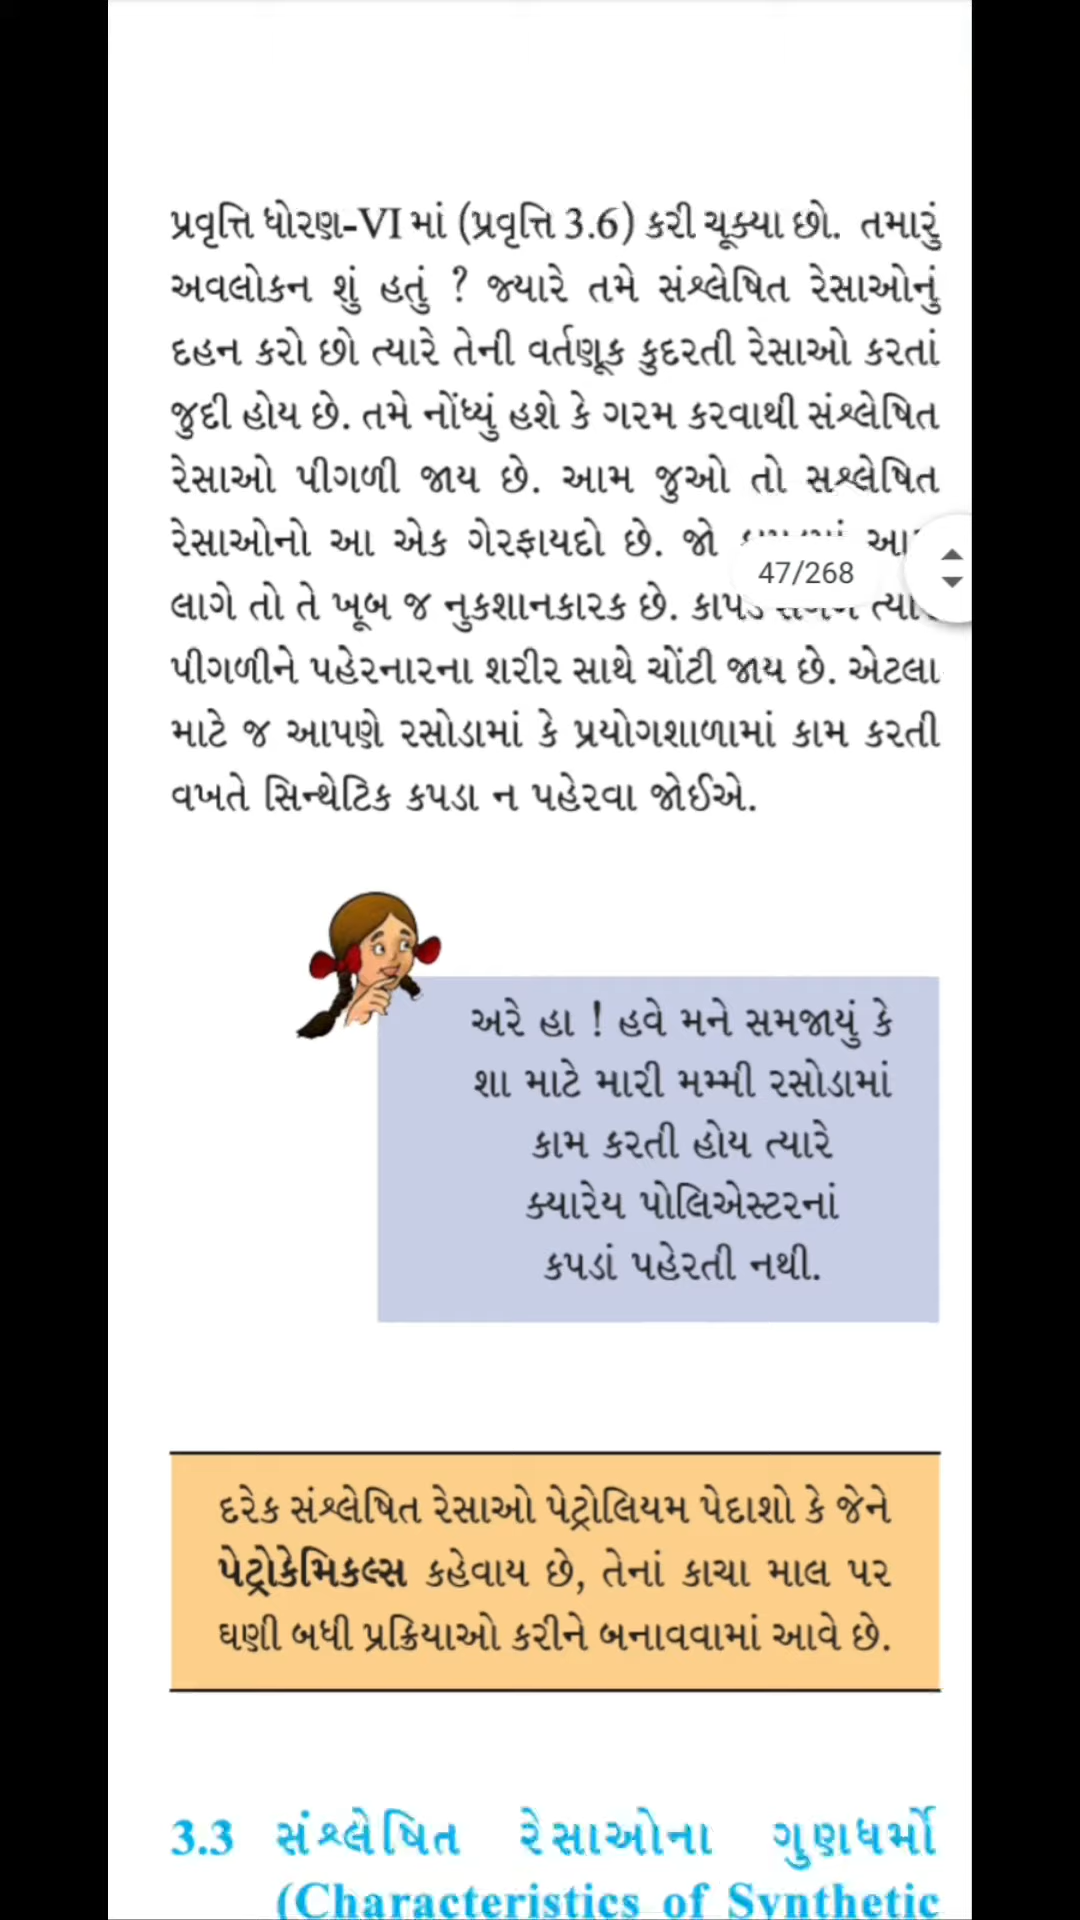 પ્રવૃત્તિ ધોરણ-VI માં (પ્રવૃત્તિ 3.6) કરી ચૂક્યા છો. તમારું
અવલોકન શું હતું ? જ્યારે તમે સંશ્લેષિત રેસાઓનું
દહન કરો છો ત્યારે તેની વર્તણૂક કુદરતી રેસાઓ કરતાં
જુદી હોય છે. તમે નોંધ્યું હશે કે ગરમ કરવાથી સંશ્લેષિત
રેસાઓ પીગળી જાય છે. આમ જુઓ તો સશ્લેષિત
રેસાઓનો આ એક ગેરફાયદો છે. જો
47/268
લાગે તો તે ખૂબ જ નુકશાનકારક છે.
પીગળીને પહેરનારના શરીર સાથે ચોંટી જાય છે. એટલા
માટે જ આપણે રસોડામાં કે પ્રયોગશાળામાં કામ કરતી
વખતે સિન્થેટિક કપડા ન પહેરવા જોઈએ.
અરે હા ! હવે મને સમજાયું કે
શા માટે મારી મમ્મી રસોડામાં
કામ કરતી હોય ત્યારે
ક્યારેય પોલિએસ્ટરનાં
કપડાં પહેરતી નથી.
દરેક સંશ્લેષિત રેસાઓ પેટ્રોલિયમ પેદાશો કે જેને
પેટ્રોકેમિકલ્સ કહેવાય છે, તેનાં કાચા માલ પર
ઘણી બધી પ્રક્રિયાઓ કરીને બનાવવામાં આવે છે.
3.3 સંશ્લેષિત રેસાઓના ગુણધર્મો
(Characteristics of Synthetic